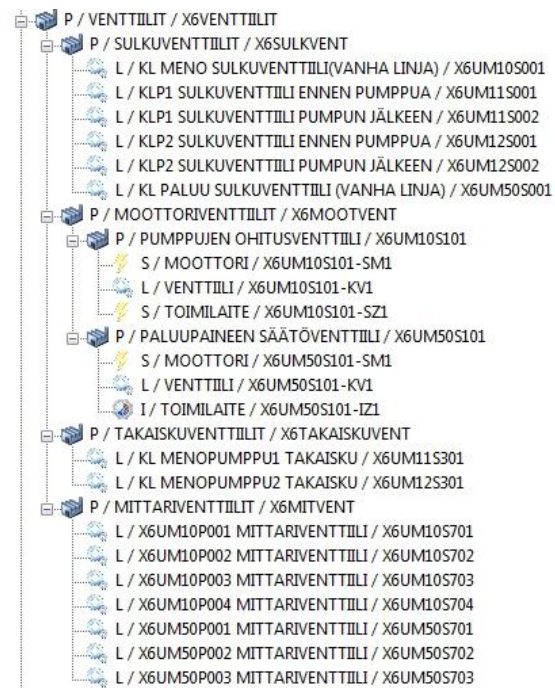 P / VENTTIILIT / X6VENTTIILIT
P / SULKUVENTTIILIT / X6SULKVENT
L / KL MENO SULKUVENTTIILI(VANHA LINJA) / X6UM10S001
L / KLP1 SULKUVENTTIILI ENNEN PUMPPUA / X6UM11S001
L / KLP1 SULKUVENTTIILI PUMPUN JÄLKEEN / X6UM11S002
L / KLP2 SULKUVENTTIILI ENNEN PUMPPUA / X6UM12S001
L / KLP2 SULKUVENTTIILI PUMPUN JÄLKEEN / X6UM12S002
L / KL PALUU SULKUVENTTIILI (VANHA LINJA) / X6UM50S001
P / MOOTTORIVENTTIILIT / X6MOOTVENT
P / PUMPPUJEN OHITUSVENTTIILI / X6UM10S101
S / MOOTTORI / X6UM10S101-SM1
L / VENTTIILI / X6UM10S101-KV1
S / TOIMILAITE / X6UM10S101-SZ1
P / PALUUPAINEEN SÄÄTÖVENTTIILI / X6UM50S101
S / MOOTTORI / X6UM50S101-SM1
L / VENTTIILI / X6UM50S101-KV1
I / TOIMILAITE / X6UM50S101-IZ1
P / TAKAISKUVENTTIILIT / X6TAKAISKUVENT
L / KL MENOPUMPPU1 TAKAISKU / X6UM11S301
L / KL MENOPUMPPU2 TAKAISKU / X6UM12S301
P / MITTARIVENTTIILIT / X6MITVENT
L / X6UM10P001 MITTARIVENTTIILI / X6UM10S701
L / X6UM10P002 MITTARIVENTTIILI / X6UM10S702
L / X6UM10P003 MITTARIVENTTIILI / X6UM10S703
L / X6UM10P004 MITTARIVENTTIILI / X6UM10S704
L / X6UM50P001 MITTARIVENTTIILI / X6UM50S701
L / X6UM50P002 MITTARIVENTTIILI / X6UM50S702
L / X6UM50P003 MITTARIVENTTIILI / X6UM50S703